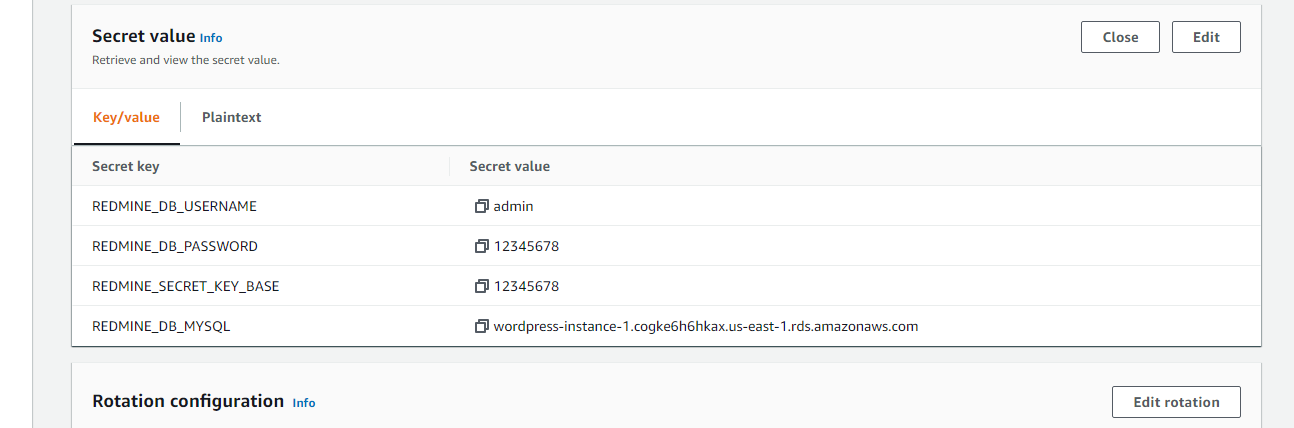 Secret value Info
Close
Edit
Retrieve and view the secret value.
Key/value
Plaintext
Secret key
Secret value
REDMINE_DB_USERNAME
admin
REDMINE_DB_PASSWORD
12345678
REDMINE_SECRET_KEY_BASE
12345678
REDMINE_DB_MYSQL
wordpress-instance-1.cogke6h6hkax.us-east-1.rds.amazonaws.com
Rotation configuration Info
Edit rotation